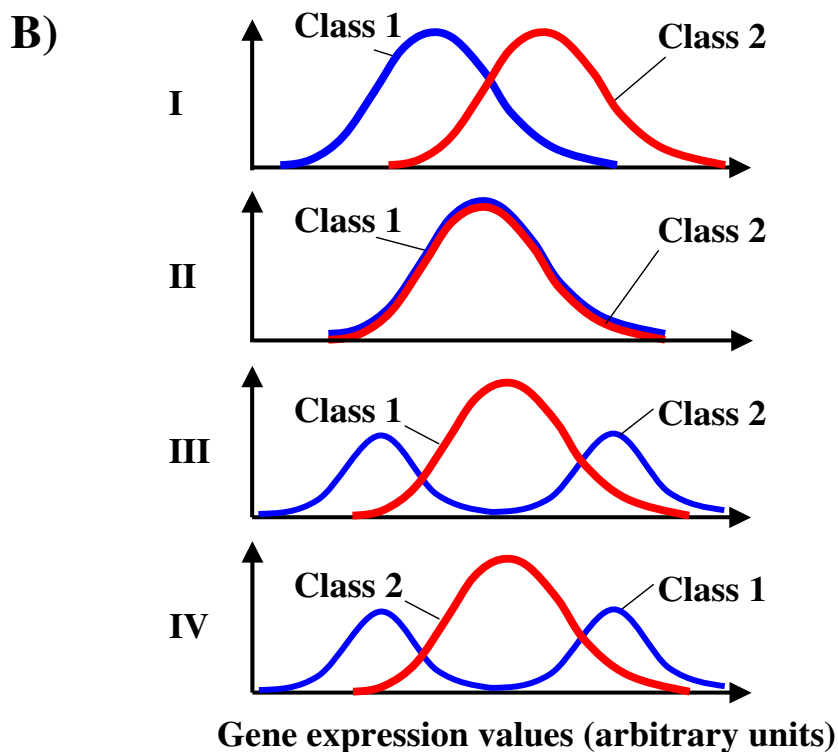 B)
Class 1
Class 2
I
Class 1
Class 2
II
Class 1
Class 2
III
Class 2
Class 1
IV
Gene expression values (arbitrary units)